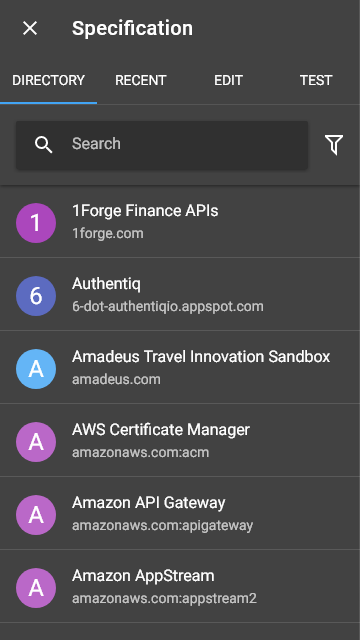 Specification
DIRECTORY RECENT EDIT TEST
Search
1
1Forge Finance APIs
1forge.com
6
Authentiq
6-dot-authentiqio.appspot.com
A
Amadeus Travel Innovation Sandbox
amadeus.com
A
AWS Certificate Manager
amazonaws.com:acm
A
Amazon API Gateway
amazonaws.com:apigateway
A
Amazon AppStream
amazonaws.com:appstream2